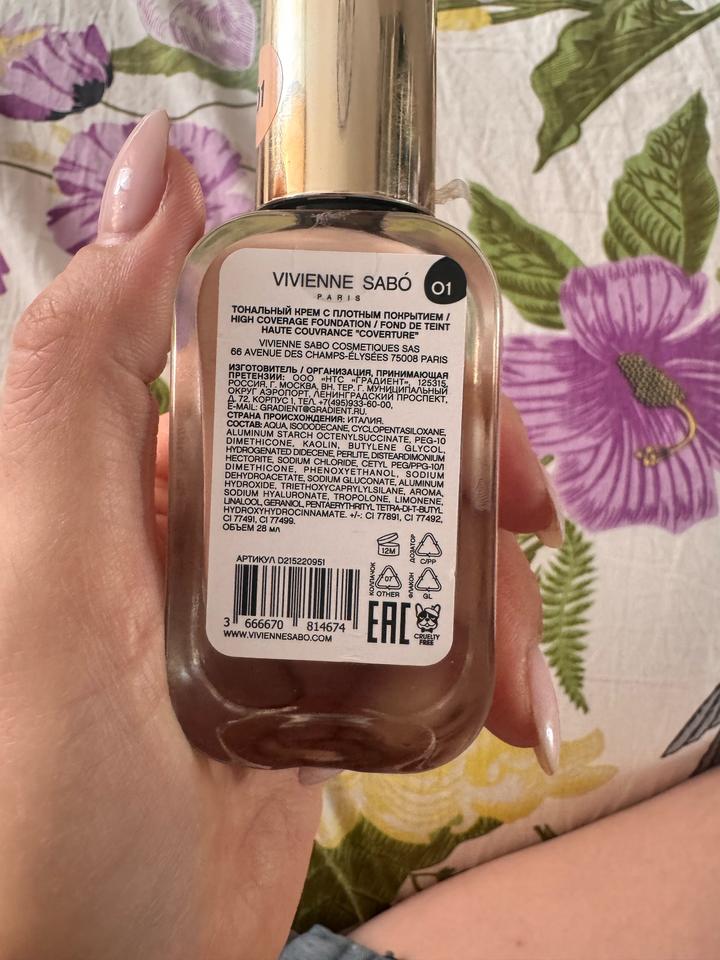 01
VIVIENNE SABÓ
01
PARIS
ТОНАЛЬНЫЙ КРЕМ С ПЛОТНЫМ ПОКРЫТИЕМ /
HIGH COVERAGE FOUNDATION / FOND DE TEINT
HAUTE COUVRANCE "COVERTURE"
VIVIENNE SABO COSMETIQUES SAS
66 AVENUE DES CHAMPS-ÉLYSÉES 75008 PARIS
ИЗГОТОВИТЕЛЬ / ОРГАНИЗАЦИЯ, ПРИНИМАЮЩАЯ
ПРЕТЕНЗИИ: ООО «НТС «ГРАДИЕНТ», 125315,
РОССИЯ, Г. МОСКВА, ВН. ТЕР. Г. МУНИЦИПАЛЬНЫЙ
ОКРУГ АЭРОПОРТ, ЛЕНИНГРАДСКИЙ ПРОСПЕКТ,
Д. 72, КОРПУС 1, ТЕЛ. +7(495)933-60-00,
E-MAIL: GRADIENT@GRADIENT.RU.
СТРАНА ПРОИСХОЖДЕНИЯ: ИТАЛИЯ.
СОСТАВ: AQUA, ISODODECANE, CYCLOPENTASILOXANE,
ALUMINUM STARCH OCTENYLSUCCINATE, PEG-10
DIMETHICONE, KAOLIN, BUTYLENE GLYCOL,
HYDROGENATED DIDECENE, PERLITE, DISTEARDIMONIUM
HECTORITE, SODIUM CHLORIDE, CETYL PEG/PPG-10/1
DIMETHICONE, PHENOXYETHANOL, SODIUM
DEHYDROACETATE, SODIUM GLUCONATE, ALUMINUM
HYDROXIDE, TRIETHOXYCAPRYLYLSILANE, AROMA,
SODIUM HYALURONATE, TROPOLONE, LIMONENE,
LINALOOL, GERANIOL, PENTAERYTHRITYL TETRA-DI-T-BUTYL
HYDROXYHYDROCINNAMATE. +/-: CI 77891, CI 77492,
CI 77491, CI 77499.
ОБЪЕМ 28 мл
АРТИКУЛ D215220951
12M
ДОЗАТОР
C/PP
КОЛПАЧОК
07
OTHER
ФЛАКОН
GL
3 666670 814674
WWW.VIVIENNESABO.COM
EAC
CRUELTY
FREE